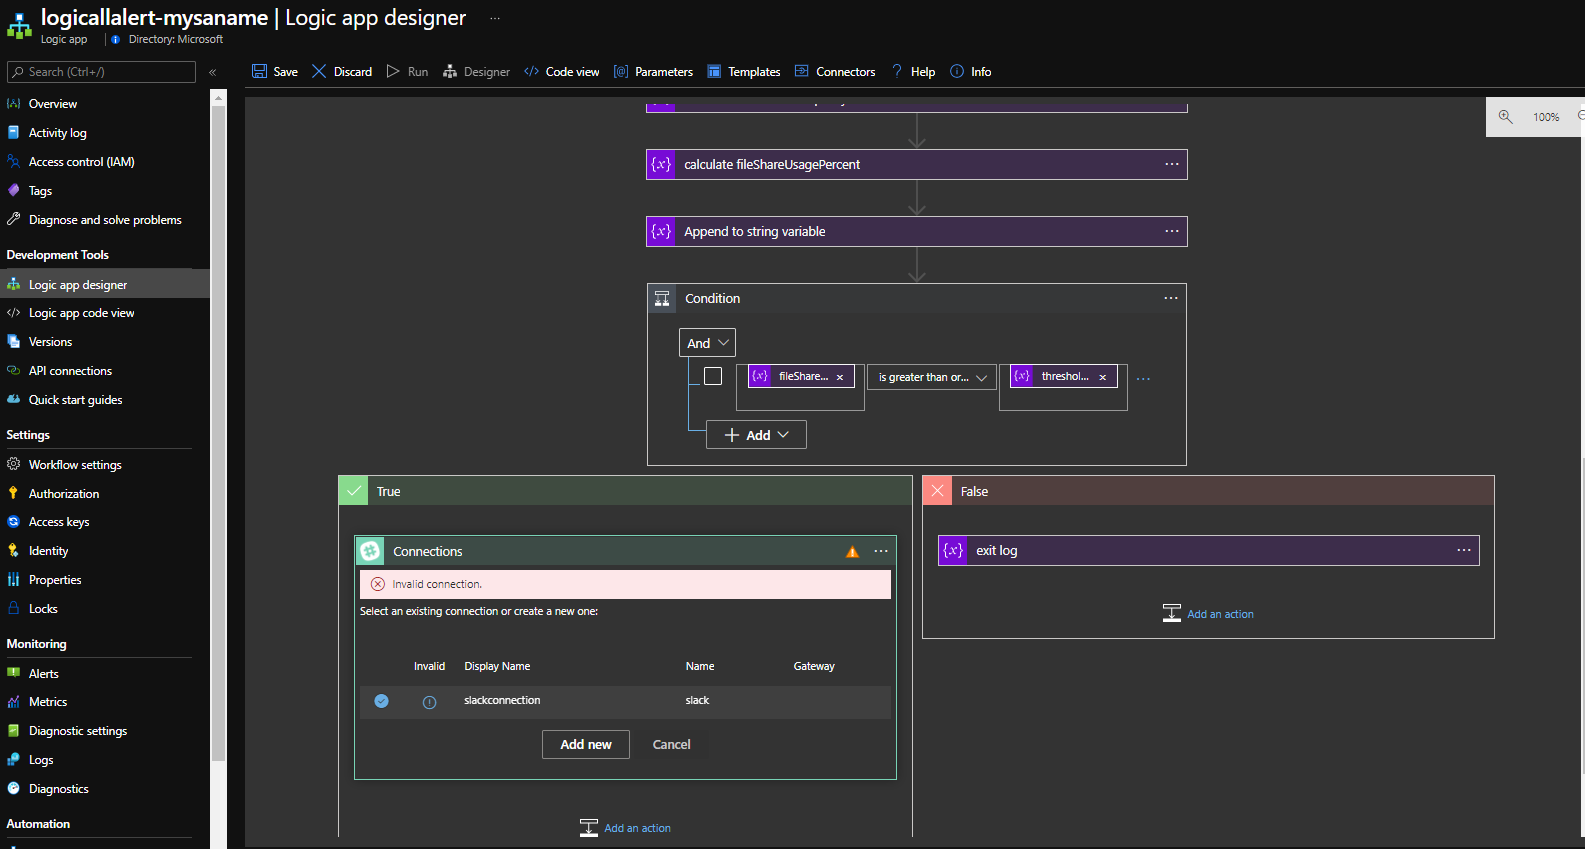 logicallalert-mysaname | Logic app designer ...
Logic app
Directory: Microsoft
Search (Ctrl+/)
«
Overview
Activity log
Access control (IAM)
Tags
Diagnose and solve problems
Development Tools
Logic app designer
Logic app code view
Versions
API connections
Quick start guides
Settings
Workflow settings
Authorization
Access keys
Identity
Properties
Locks
Monitoring
Alerts
Metrics
Diagnostic settings
Logs
Diagnostics
Automation
Save Discard Run Designer Code view Parameters Templates Connectors Help Info
100%
{x} calculate fileShareUsagePercent ...
{x} Append to string variable ...
Condition ...
And
{x} fileShare... × is greater than or... {x} threshol... × ...
+ Add
True
Connections ...
Invalid connection.
Select an existing connection or create a new one:
Invalid Display Name Name Gateway
slackconnection slack
Add new Cancel
Add an action
False
{x} exit log ...
Add an action